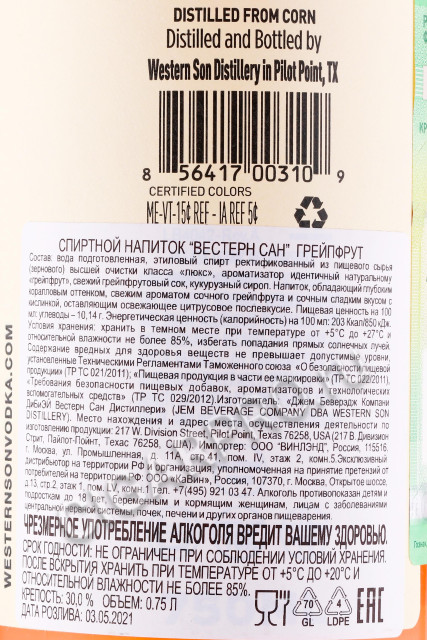 DISTILLED FROM CORN
Distilled and Bottled by
Western Son Distillery in Pilot Point, TX
8 56417 00310 9
CERTIFIED COLORS
ME-VT-15¢ REF - IA REF 5¢
СПИРТНОЙ НАПИТОК "ВЕСТЕРН САН" ГРЕЙПФРУТ
Состав: вода подготовленная, этиловый спирт ректификованный из пищевого сырья
(зернового) высшей очистки класса «люкс», ароматизатор идентичный натуральному
«грейпфрут», свежий грейпфрутовый сок, кукурузный сироп. Напиток, обладающий глубоким
коралловым оттенком, свежим ароматом сочного грейпфрута и сочным сладким вкусом с
кислинкой, оставляющим освежающее цитрусовое послевкусие. Пищевая ценность на 100
мл: углеводы – 10,14 г. Энергетическая ценность (калорийность) на 100 мл: 203 Ккал/850 кДж.
Условия хранения: хранить в темном месте при температуре от +5°С до +27°С и
относительной влажности не более 85%, избегать попадания прямых солнечных лучей.
Содержание вредных для здоровья веществ не превышает допустимых уровни,
установленные Техническими Регламентами Таможенного союза «О безопасности пищевой
продукции» (ТР ТС 021/2011); «Пищевая продукция в части ее маркировки» (ТР ТС 022/2011),
«Требования безопасности пищевых добавок, ароматизаторов и технологических
вспомогательных средств» (ТР ТС 029/2012). Изготовитель: «Джем Бевердж Компани
ДибиЭй Вестерн Сан Дистиллери» (JEM BEVERAGE COMPANY DBA WESTERN SON
DISTILLERY). Место нахождения и адрес места осуществления деятельности по
изготовлению продукции: 217 W. Division Street, Pilot Point, Texas 76258, USA (217 В. Дивизион
Стрит, Пайлот-Пойнт, Техас 76258, США). Импортер: ООО "ВИНЛЭНД", Россия, 115516,
г. Москва, ул. Промышленная, д. 11А, стр. 3, пом. IV, этаж 2, комн.5. Эксклюзивный
дистрибьютор на территории РФ и организация, уполномоченная на принятие претензий от
потребителей на территории РФ: ООО «каВин», Россия, 107370, г. Москва, Открытое шоссе,
д.13, стр.2, этаж 1, пом. LV, ком. 1, тел. +7(495) 921 03 47. Алкоголь противопоказан детям и
подросткам до 18 лет, беременным и кормящим женщинам, лицам с заболеваниями
центральной нервной системы, почек, печени и других органов пищеварения.
ЧРЕЗМЕРНОЕ УПОТРЕБЛЕНИЕ АЛКОГОЛЯ ВРЕДИТ ВАШЕМУ ЗДОРОВЬЮ.
СРОК ГОДНОСТИ: НЕ ОГРАНИЧЕН ПРИ СОБЛЮДЕНИИ УСЛОВИЙ ХРАНЕНИЯ.
ПОСЛЕ ВСКРЫТИЯ ХРАНИТЬ ПРИ ТЕМПЕРАТУРЕ ОТ +5°С ДО +20°С И
ОТНОСИТЕЛЬНОЙ ВЛАЖНОСТИ НЕ БОЛЕЕ 85%.
КРЕПОСТЬ: 30,0 % ОБЪЕМ: 0.75 Л
ДАТА РОЗЛИВА: 03.05.2021
70
GL
4
LDPE
EAC
WESTERNSONVODKA.COM